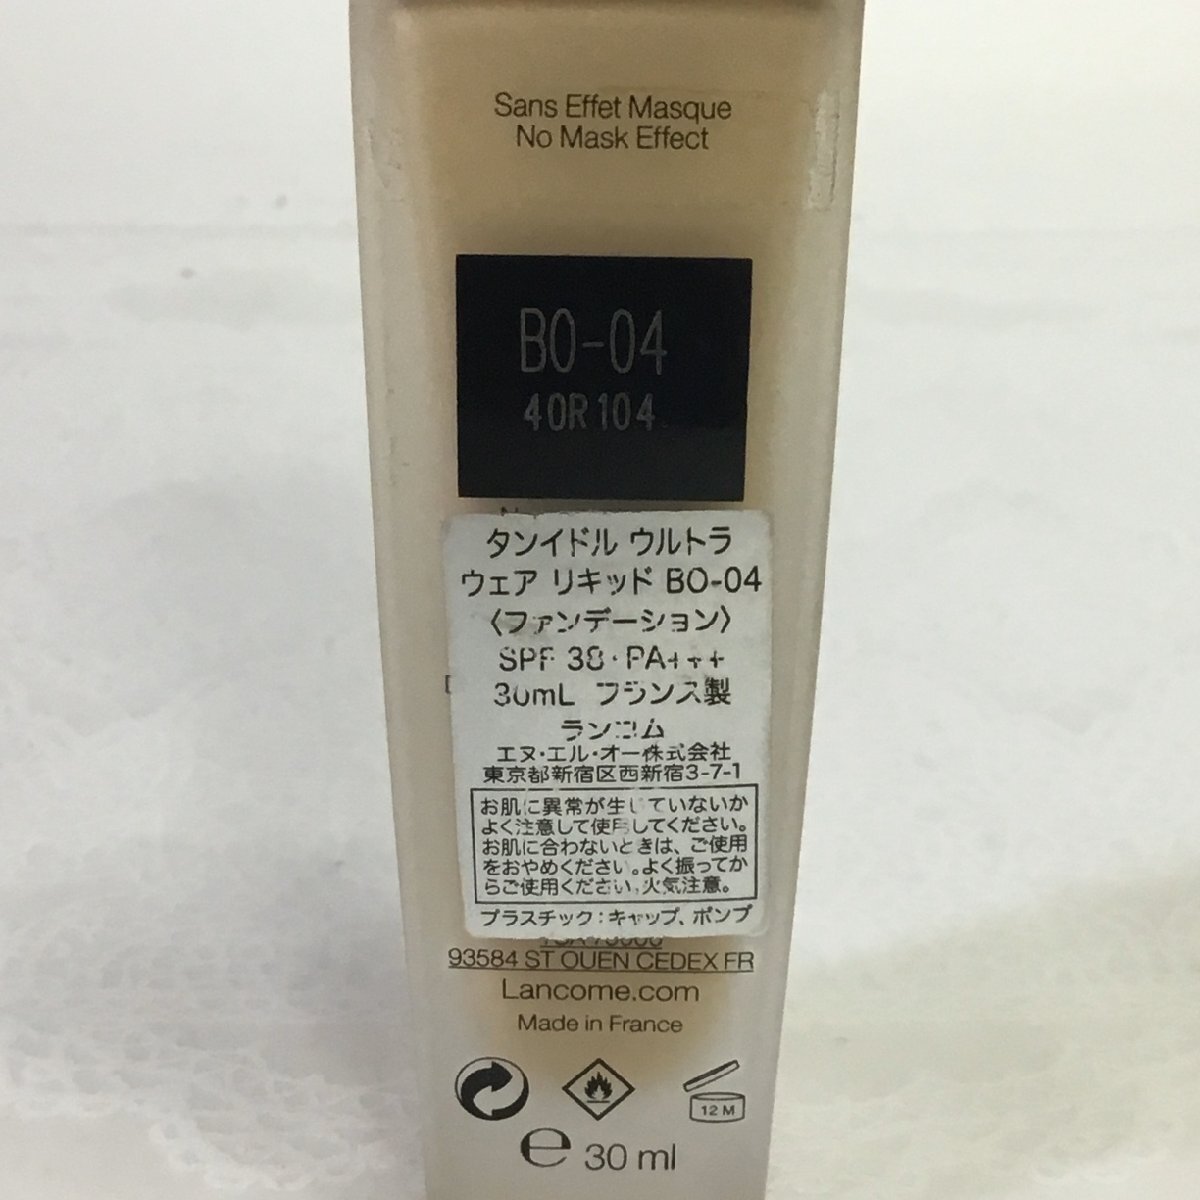 Sans Effet Masque
No Mask Effect
BO-04
40R104
タンイドル ウルトラ
ウェア リキッド BO-04
〈ファンデーション〉
SPF 38・PA+++
30mL フランス製
ランコム
エヌ・エル・オー株式会社
東京都新宿区西新宿3-7-1
お肌に異常が生じていないか
よく注意して使用してください。
お肌に合わないときは、ご使用
をおやめください。よく振ってか
らご使用ください。火気注意。
プラスチック：キャップ、ポンプ
93584 ST OUEN CEDEX FR
Lancome.com
Made in France
12 M
e 30 ml